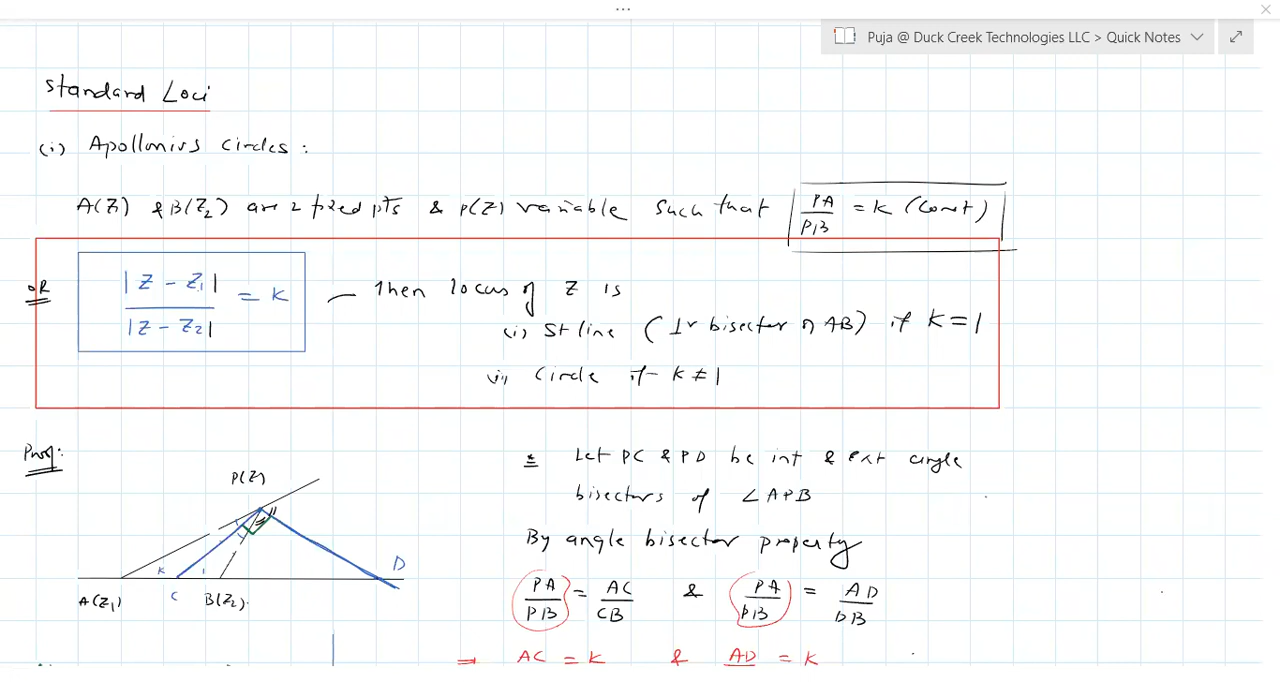 ...
Puja @ Duck Creek Technologies LLC > Quick Notes
Standard Loci
(i) Apollonius circles :
A(Z) & B(Z₂) are 2 fixed pts & P(Z) variable such that PA/PB = K (const)
OR |Z - Z₁| / |Z - Z₂| = K — Then locus of Z is
(i) St line (⊥r bisector of AB) if K = 1
(ii) Circle if K ≠ 1
Proof:
P(Z)
D
K 1
A(Z₁) C B(Z₂)
Let PC & PD be int & ext angle
bisectors of ∠APB
By angle bisector property
PA/PB = AC/CB & PA/PB = AD/DB
⇒ AC = K & AD = K